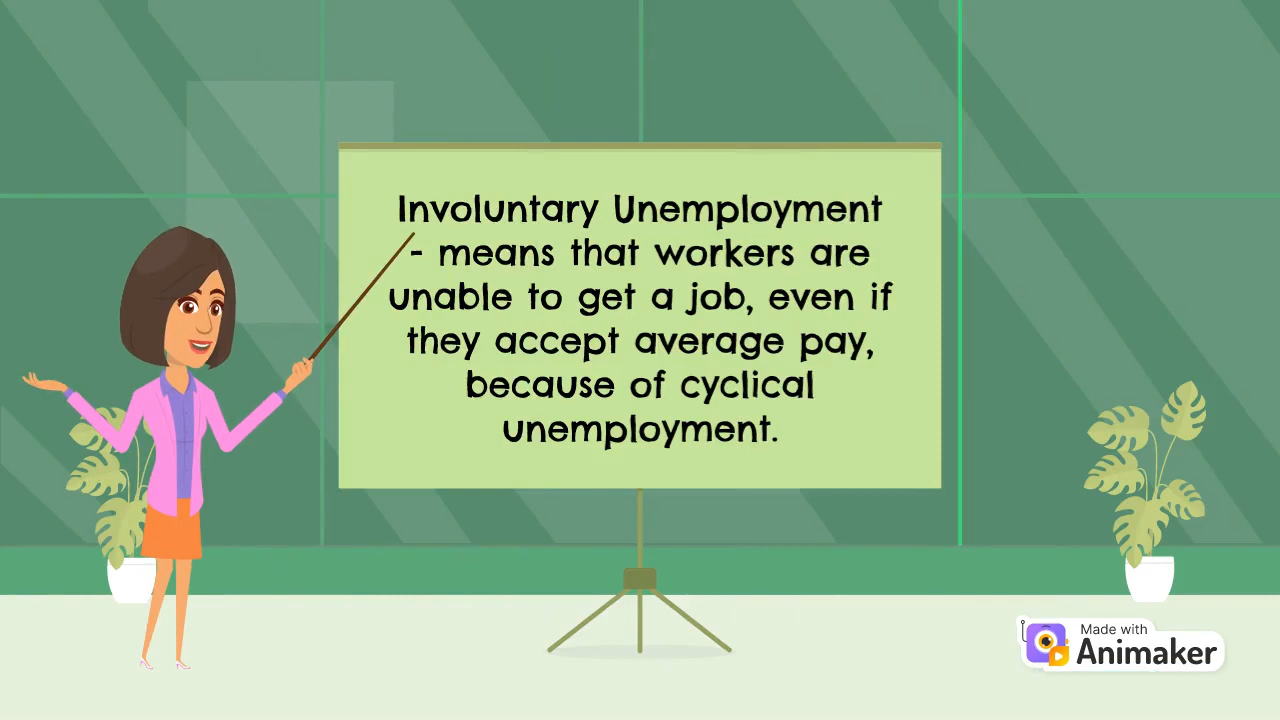 Involuntary Unemployment
- means that workers are
unable to get a job, even if
they accept average pay,
because of cyclical
unemployment.
Made with
Animaker